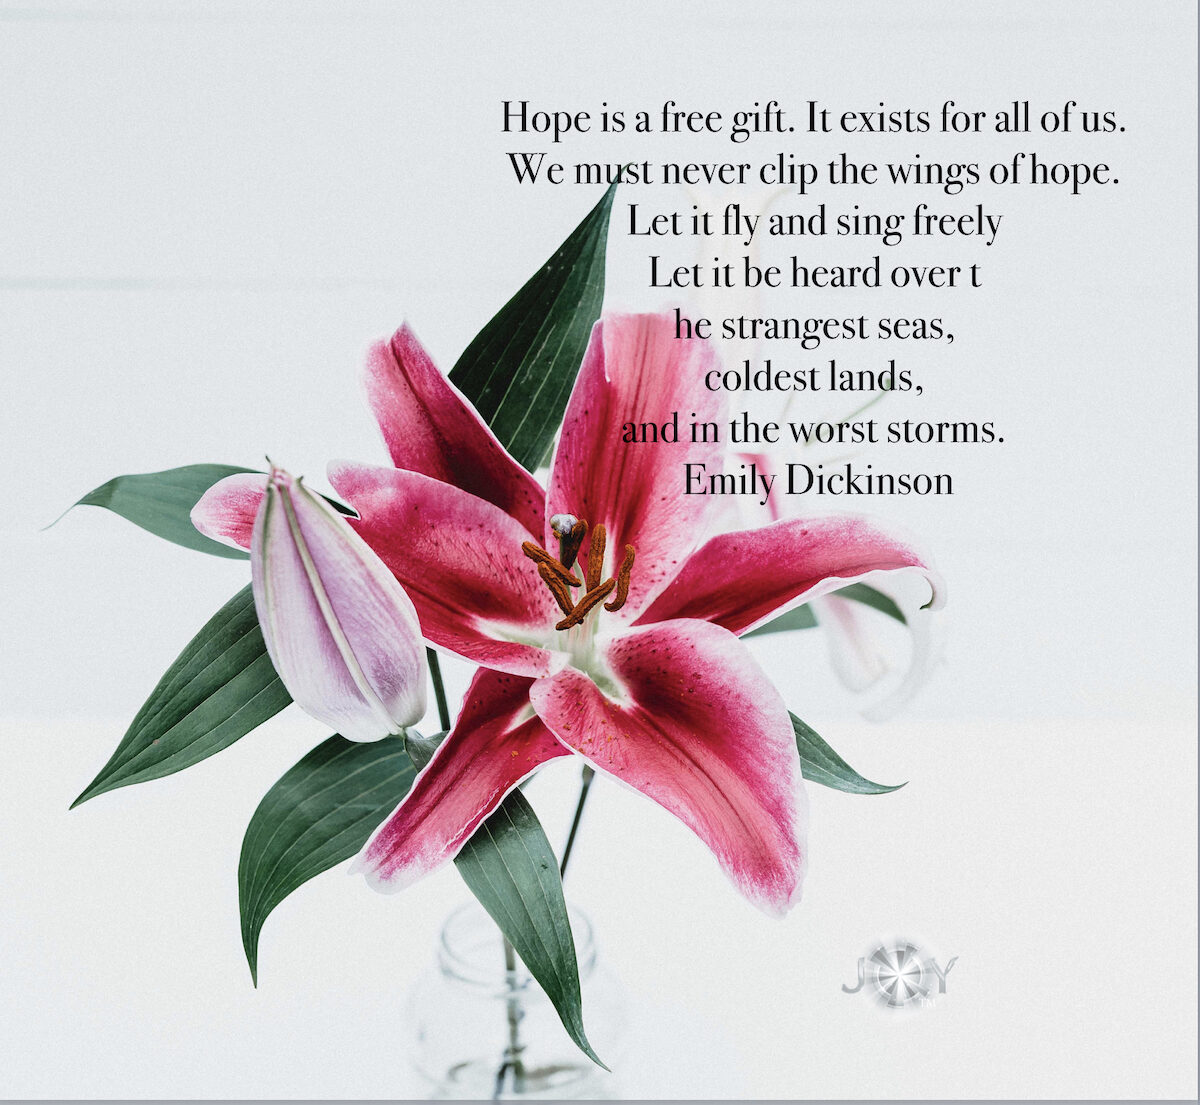 Hope is a free gift. It exists for all of us.
We must never clip the wings of hope.
Let it fly and sing freely
Let it be heard over t
he strangest seas,
coldest lands,
and in the worst storms.
Emily Dickinson
JOY
TM